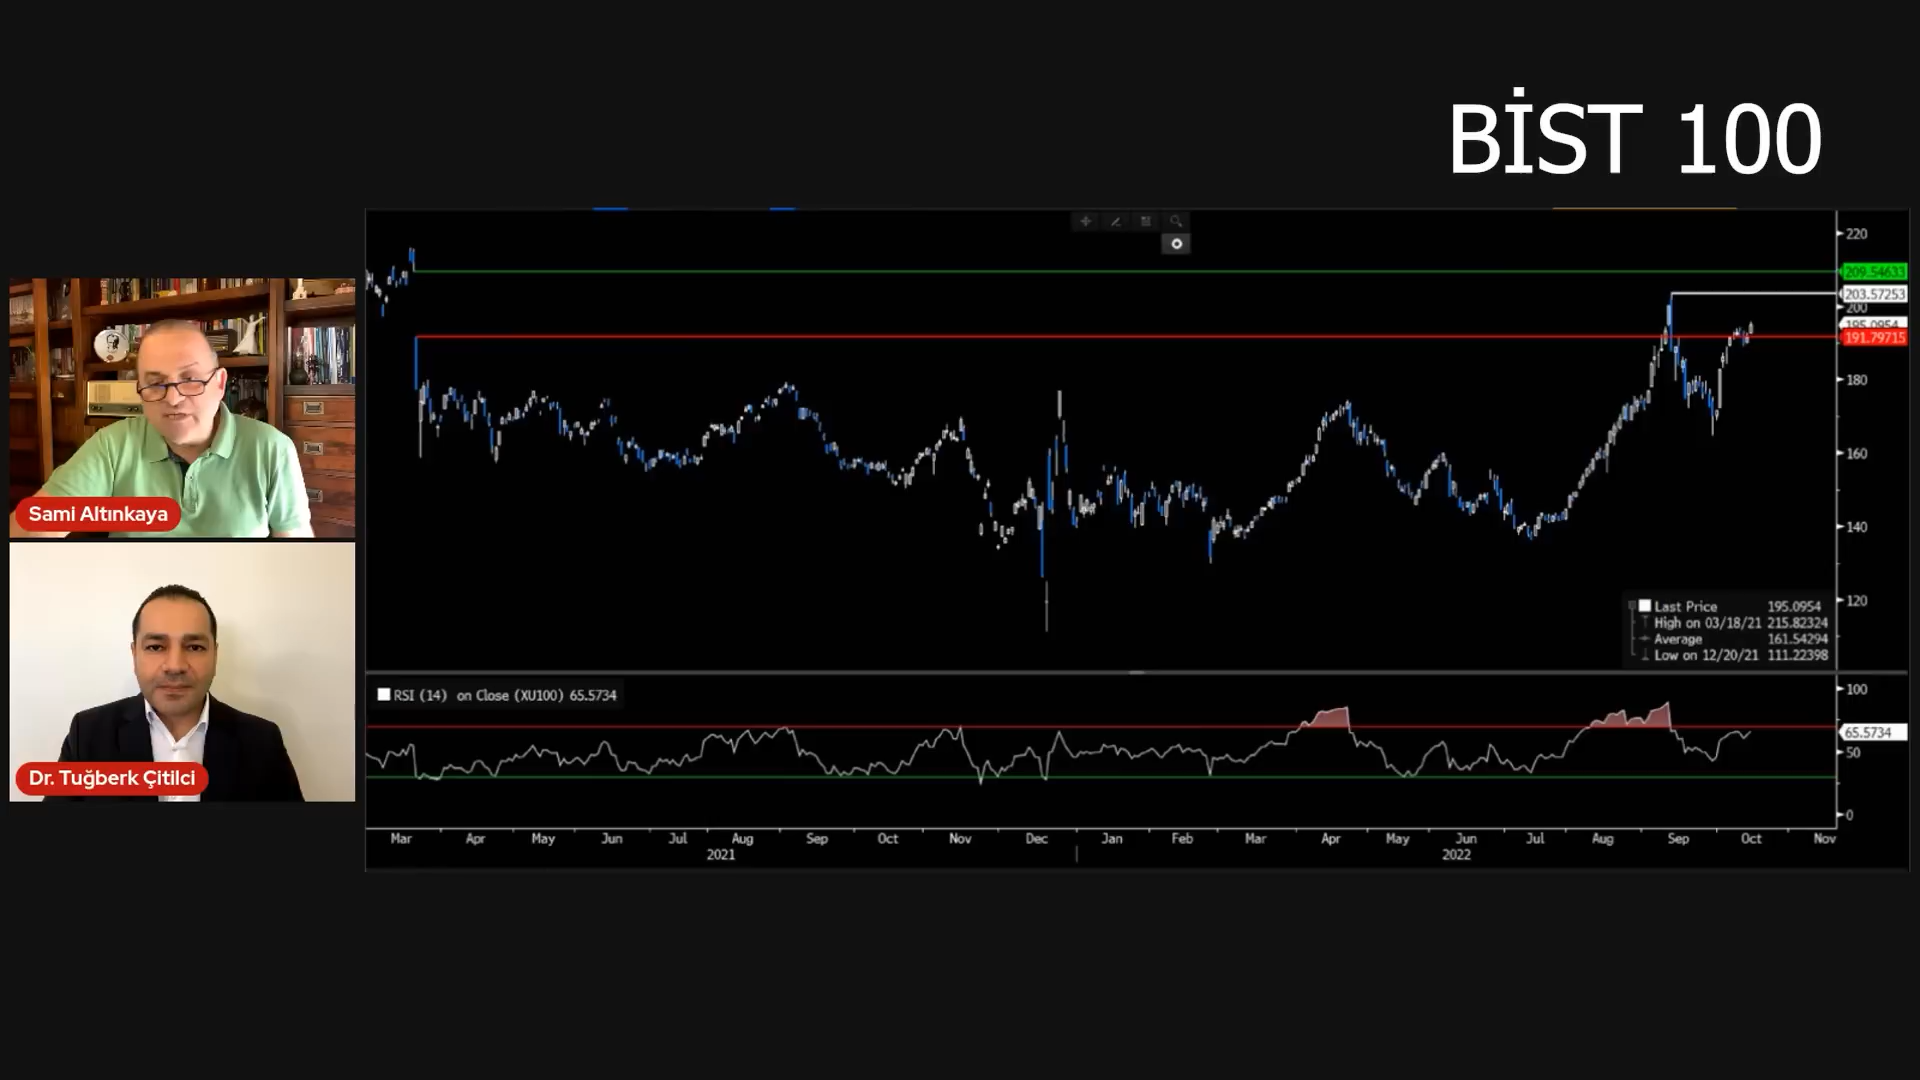 BİST 100
Sami Altınkaya
Dr. Tuğberk Çitilci
220
209.54633
203.57253
200
195.0954
191.79715
180
160
140
120
Last Price 195.0954
High on 03/18/21 215.82324
Average 161.54294
Low on 12/20/21 111.22398
RSI (14) on Close (XU100) 65.5734
100
65.5734
50
0
Mar Apr May Jun Jul Aug Sep Oct Nov Dec Jan Feb Mar Apr May Jun Jul Aug Sep Oct Nov
2021 2022